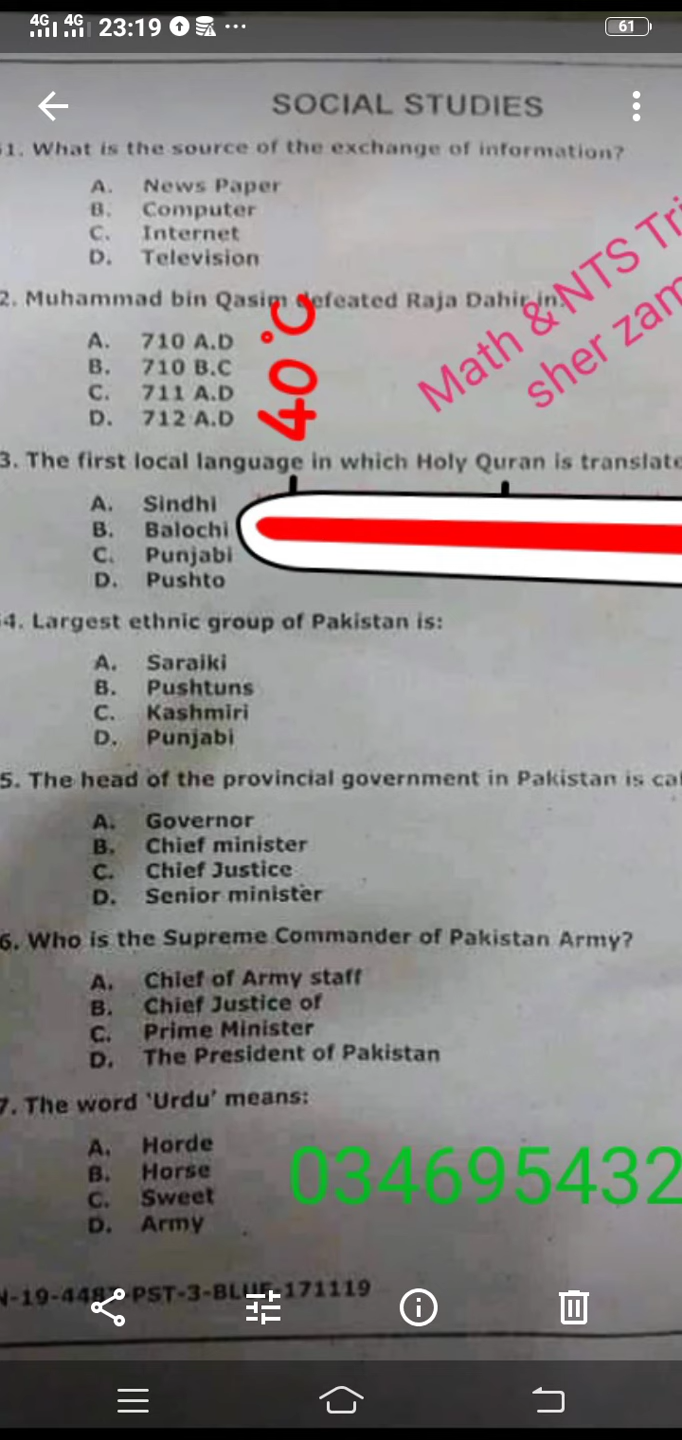 4G 4G 23:19 ... 61
SOCIAL STUDIES
1. What is the source of the exchange of information?
A. News Paper
B. Computer
C. Internet
D. Television
2. Muhammad bin Qasim defeated Raja Dahir in.
A. 710 A.D
B. 710 B.C
C. 711 A.D
D. 712 A.D
40 °C
Math & NTS Tri
sher zam
3. The first local language in which Holy Quran is translate
A. Sindhi
B. Balochi
C. Punjabi
D. Pushto
4. Largest ethnic group of Pakistan is:
A. Saraiki
B. Pushtuns
C. Kashmiri
D. Punjabi
5. The head of the provincial government in Pakistan is cal
A. Governor
B. Chief minister
C. Chief Justice
D. Senior minister
6. Who is the Supreme Commander of Pakistan Army?
A. Chief of Army staff
B. Chief Justice of
C. Prime Minister
D. The President of Pakistan
7. The word 'Urdu' means:
A. Horde
B. Horse
C. Sweet
D. Army
034695432
-PST-3-BLUE-171119